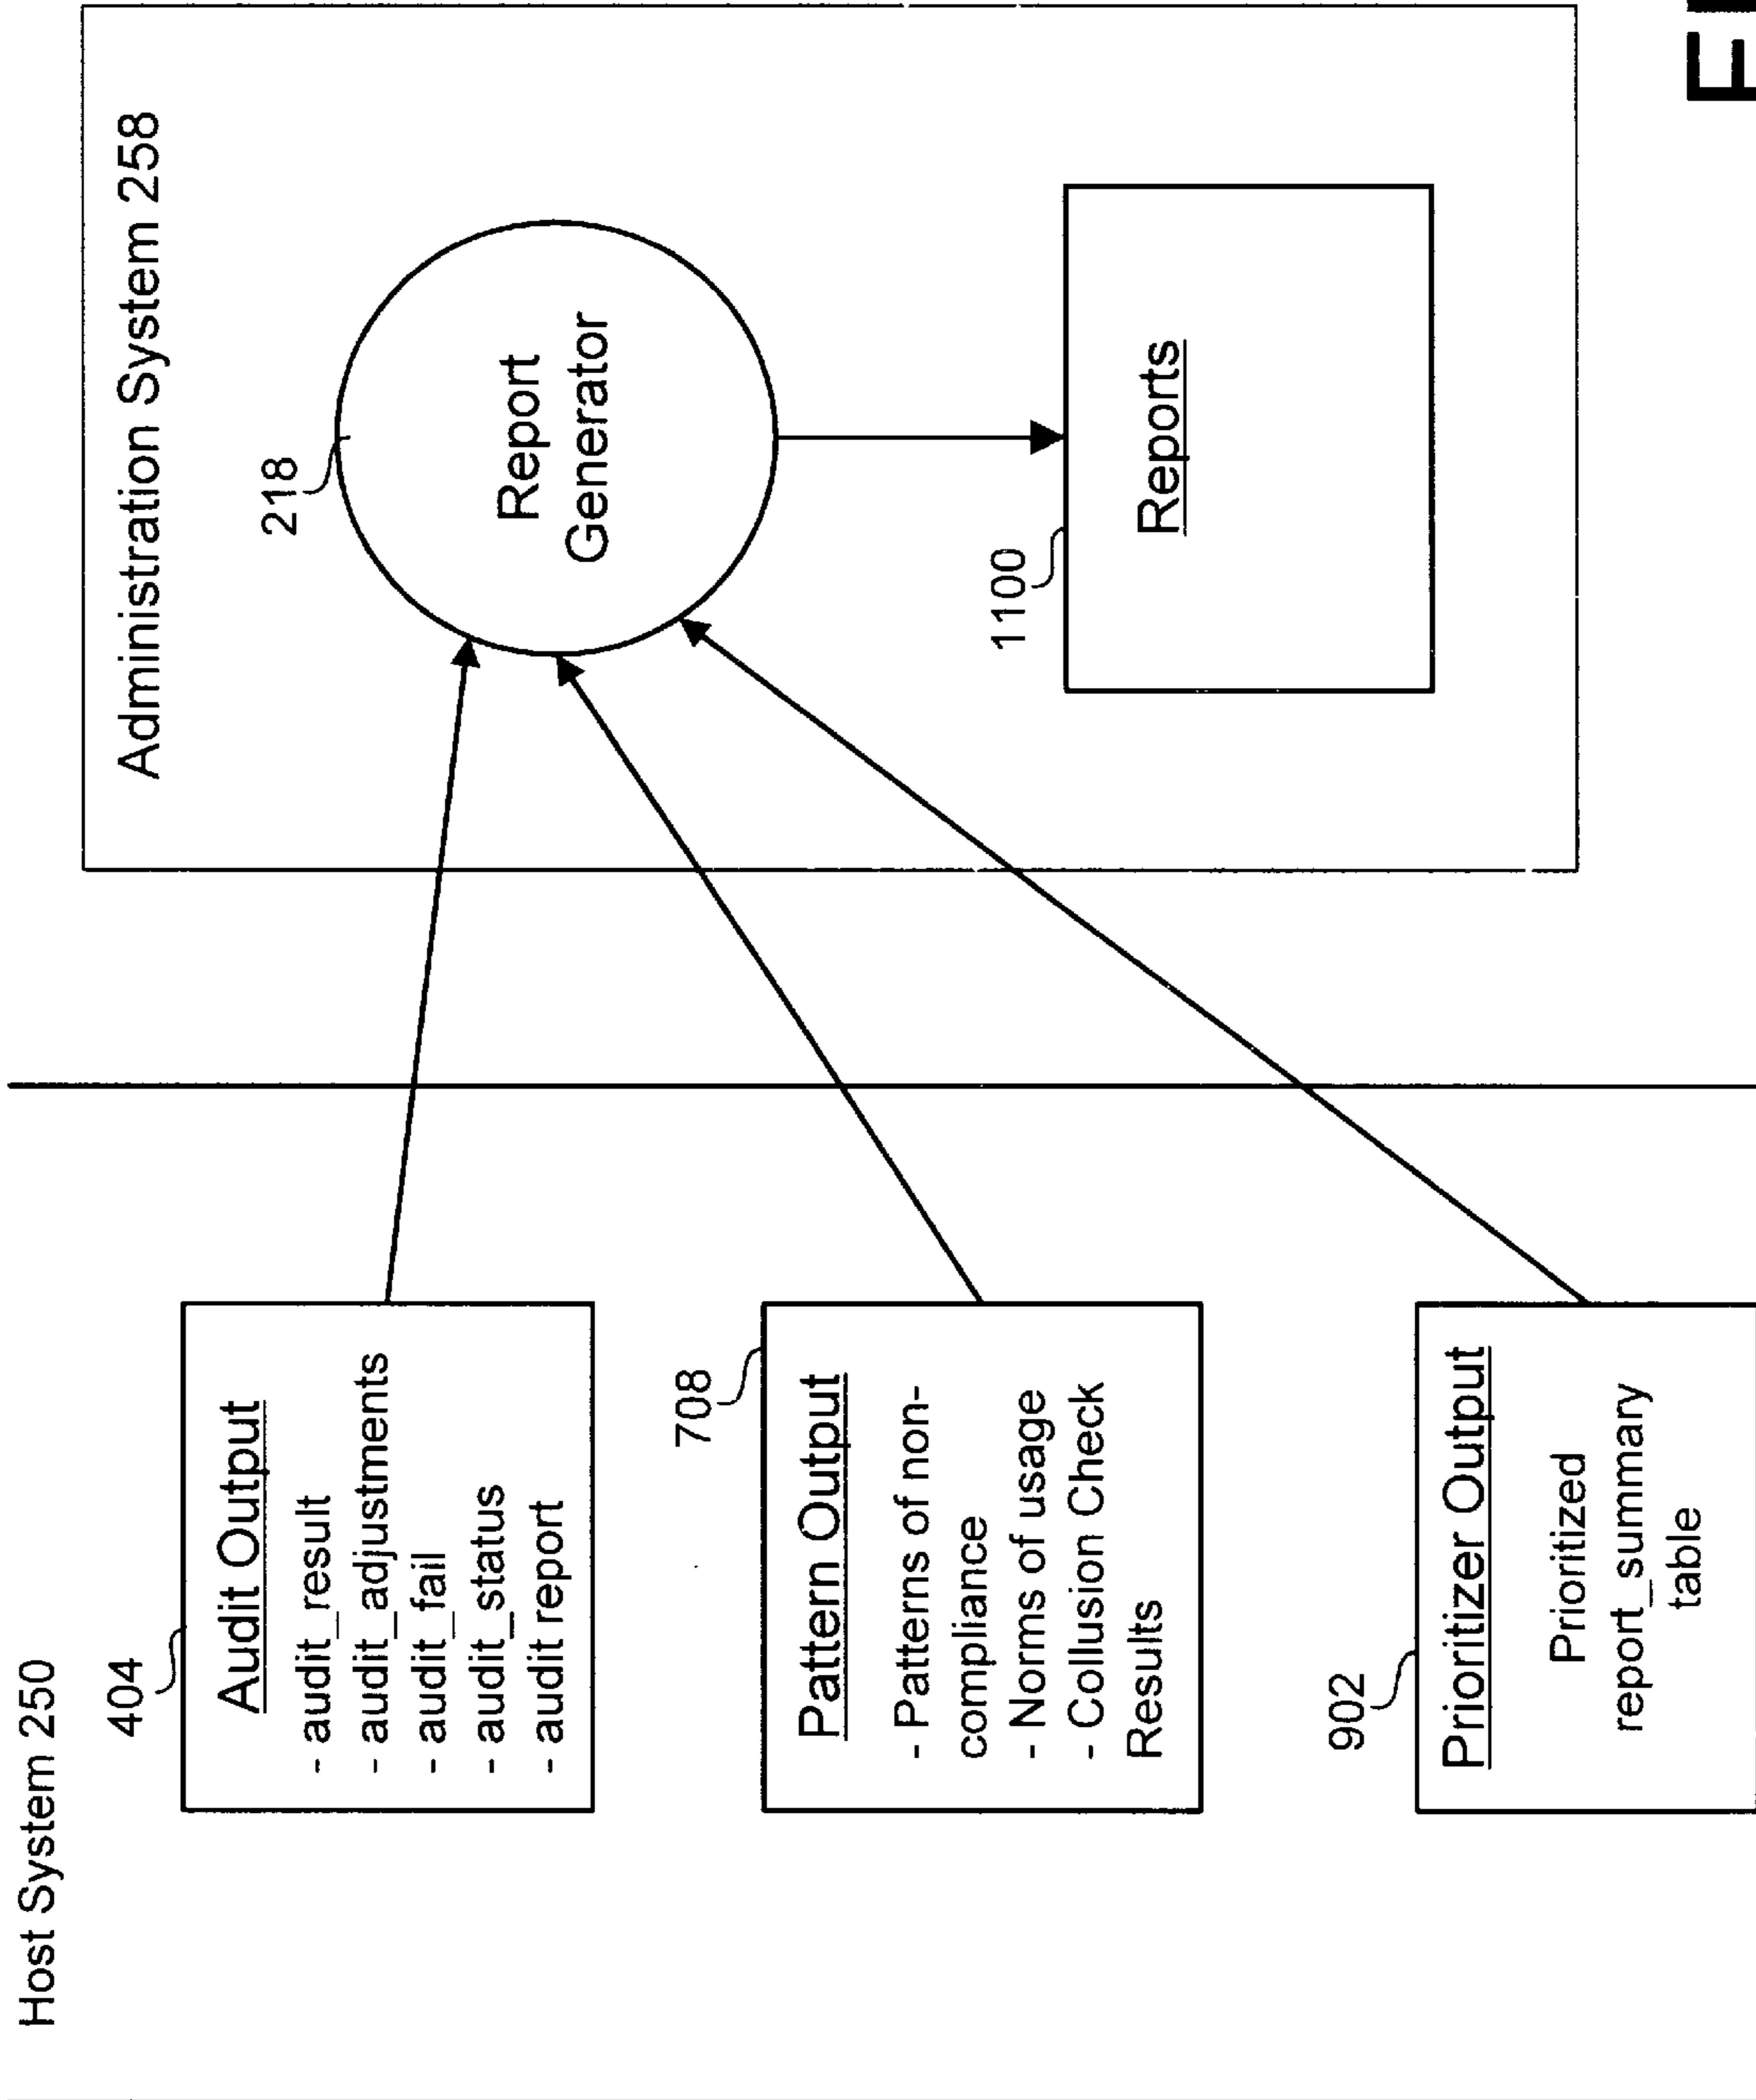 Host System 250
404
Audit Output
- audit_result
- audit_adjustments
- audit_fail
- audit_status
- audit report
708
Pattern Output
- Patterns of non-
compliance
- Norms of usage
- Collusion Check
Results
902
Prioritizer Output
Prioritized
report_summary
table
Administration System 258
218
Report
Generator
1100
Reports